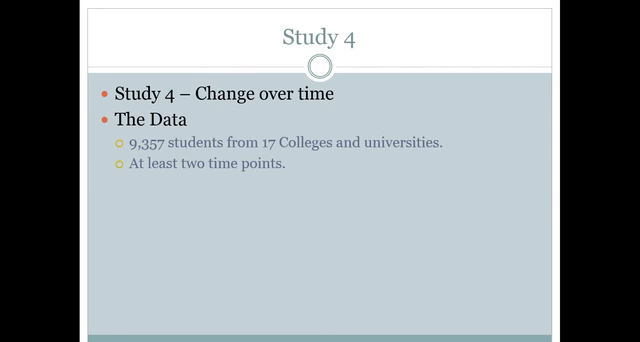 Study 4
Study 4 – Change over time
The Data
9,357 students from 17 Colleges and universities.
At least two time points.